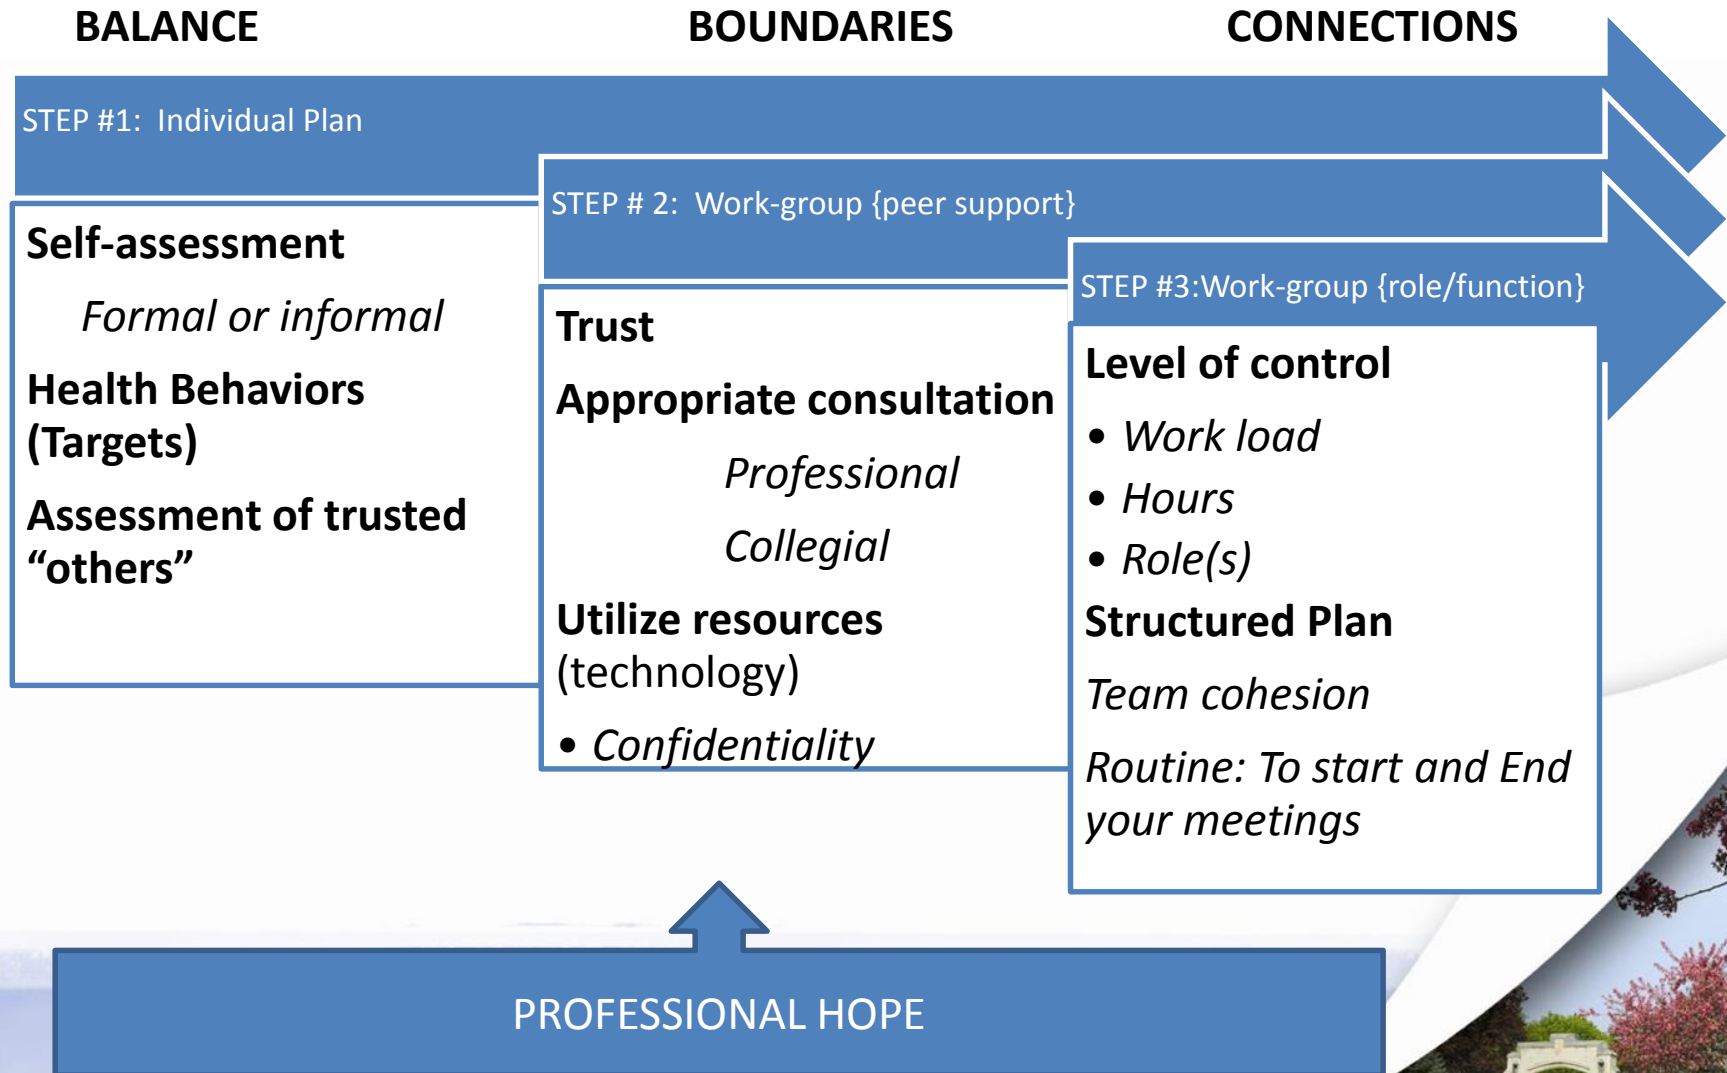 BALANCE
BOUNDARIES
CONNECTIONS
STEP #1:  Individual Plan
Self-assessment
Formal or informal
Health Behaviors
(Targets)
Assessment of trusted
“others”
STEP # 2:  Work-group {peer support}
Trust
Appropriate consultation
Professional
Collegial
Utilize resources
(technology)
• Confidentiality
STEP #3:Work-group {role/function}
Level of control
• Work load
• Hours
• Role(s)
Structured Plan
Team cohesion
Routine: To start and End
your meetings
PROFESSIONAL HOPE